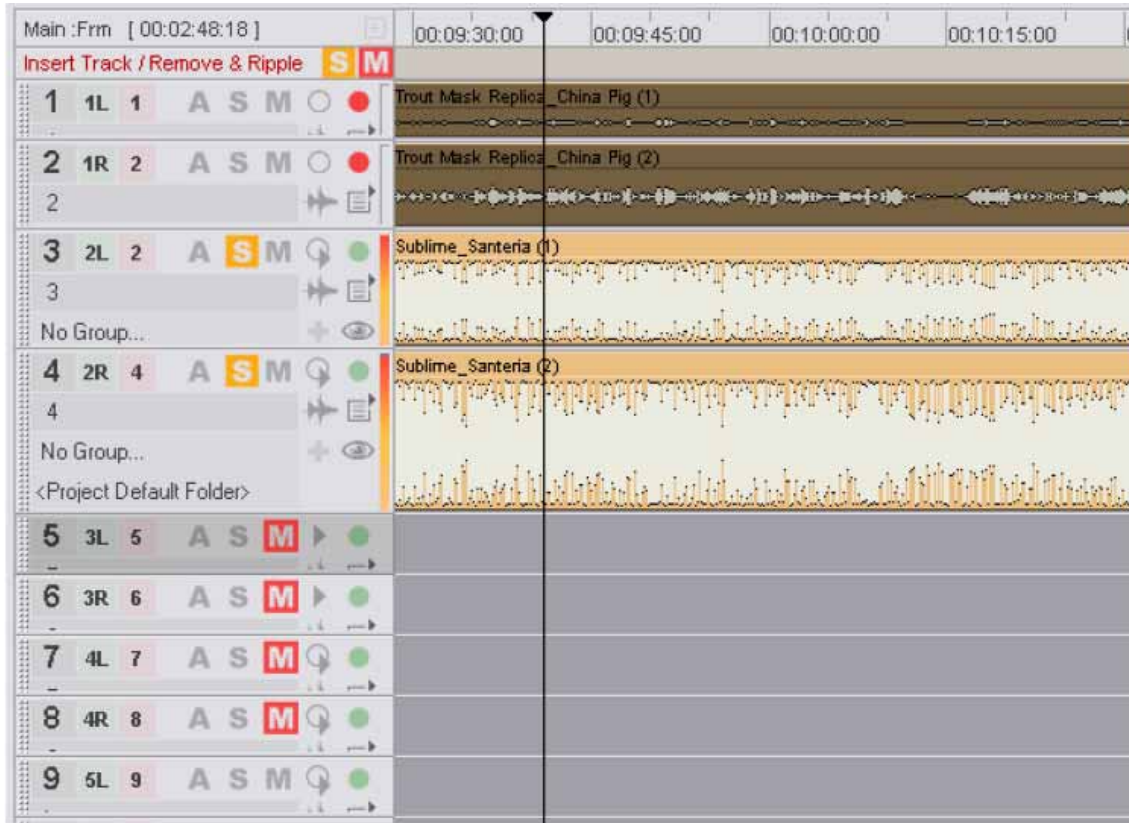 Main :Frm [ 00:02:48:18 ]
00:09:30:00 00:09:45:00 00:10:00:00 00:10:15:00
Insert Track / Remove & Ripple S M
1 1L 1 A S M
Trout Mask Replica_China Pig (1)
2 1R 2 A S M
Trout Mask Replica_China Pig (2)
2
3 2L 2 A S M
Sublime_Santeria (1)
3
No Group...
4 2R 4 A S M
Sublime_Santeria (2)
4
No Group...
<Project Default Folder>
5 3L 5 A S M
6 3R 6 A S M
7 4L 7 A S M
8 4R 8 A S M
9 5L 9 A S M